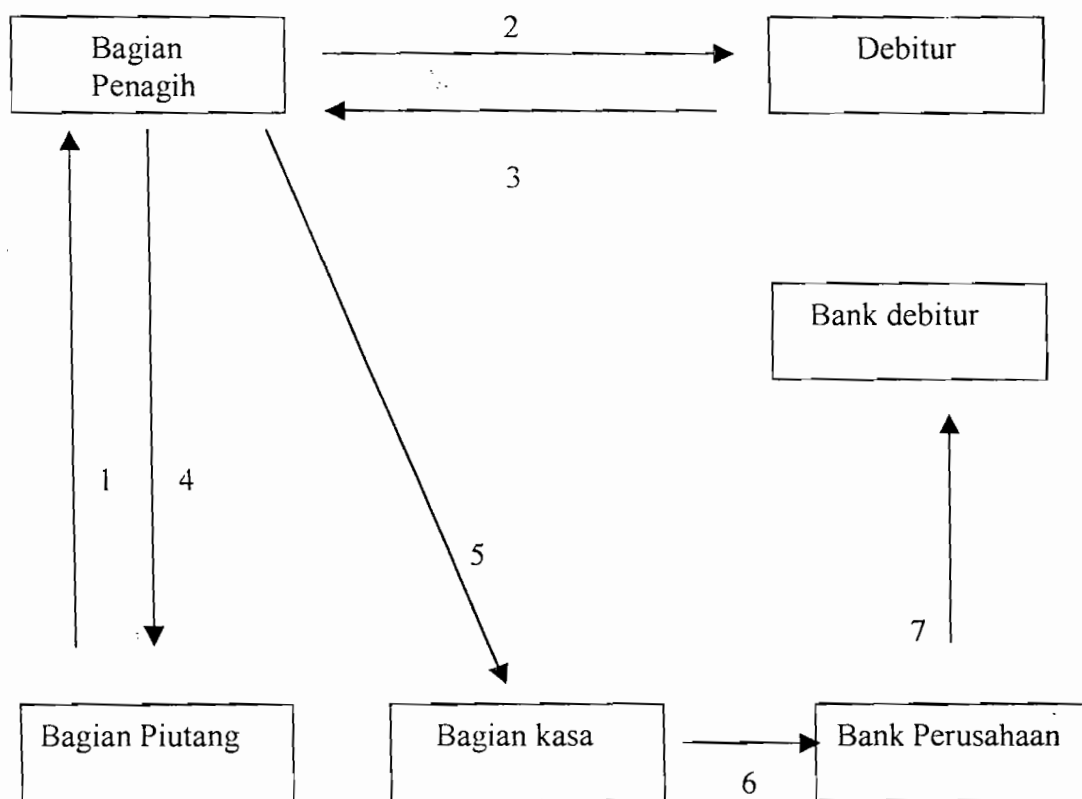 Bagian
Penagih
2
Debitur
3
Bank debitur
1
4
5
7
Bagian Piutang
Bagian kasa
Bank Perusahaan
6